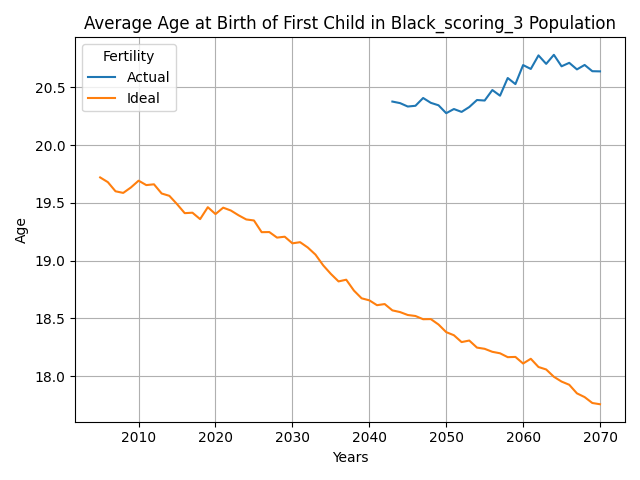 Average Age at Birth of First Child in Black_scoring_3 Population
Fertility
Actual
Ideal
20.5
20.0
19.5
19.0
18.5
18.0
Age
2010 2020 2030 2040 2050 2060 2070
Years